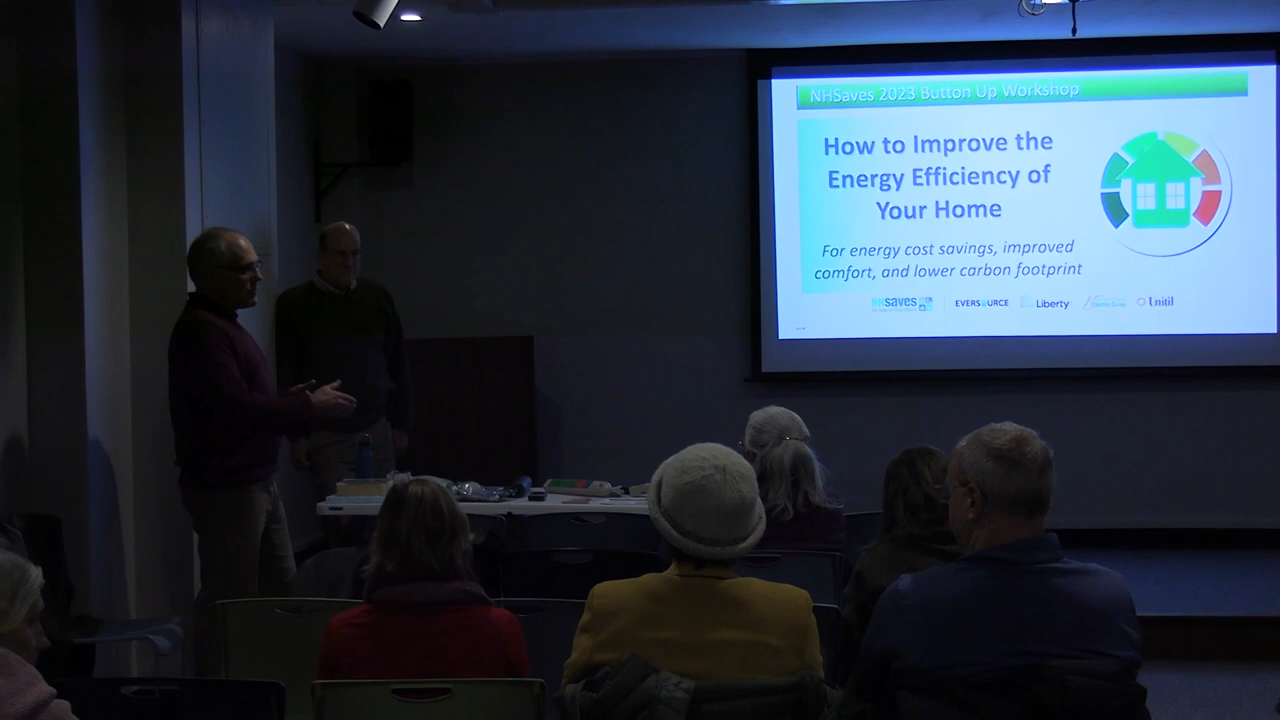 NHSaves 2023 Button Up Workshop
How to Improve the
Energy Efficiency of
Your Home
For energy cost savings, improved
comfort, and lower carbon footprint
NHSaves EVERSOURCE Liberty Unitil